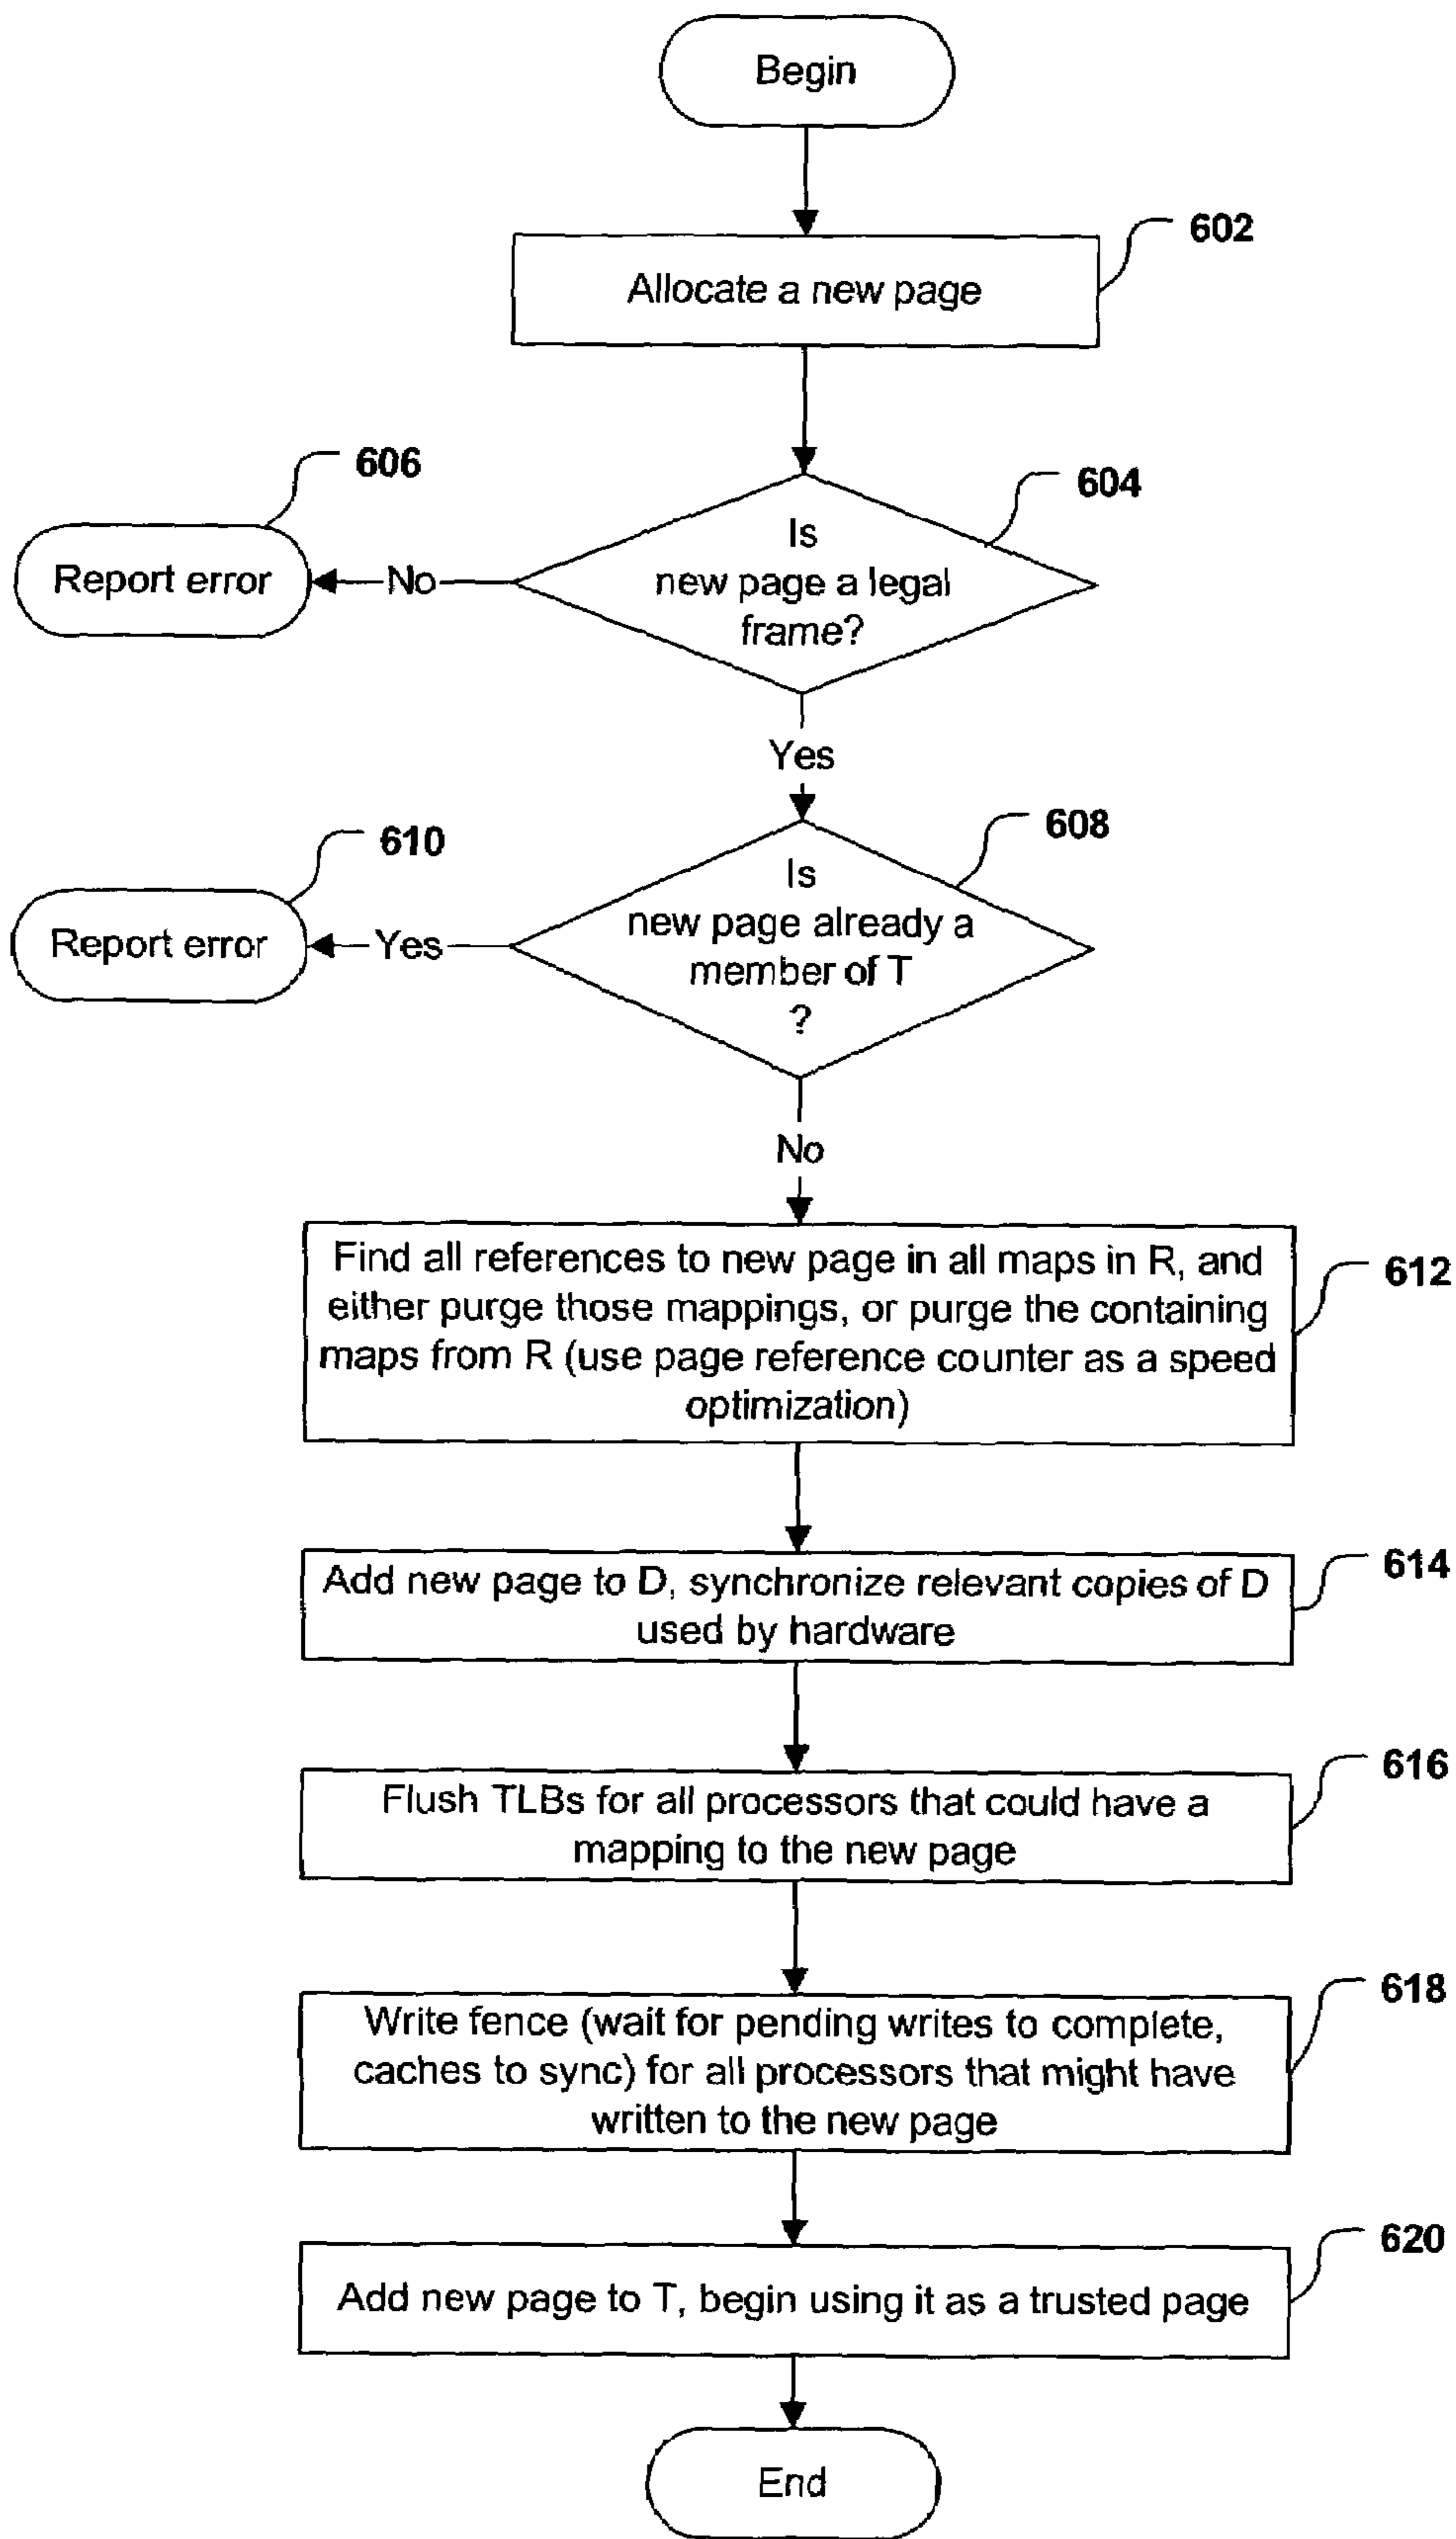 Begin
602
Allocate a new page
606
604
Report error
No
Is
new page a legal
frame?
Yes
610
608
Report error
Yes
Is
new page already a
member of T
?
No
Find all references to new page in all maps in R, and
either purge those mappings, or purge the containing
maps from R (use page reference counter as a speed
optimization)
612
Add new page to D, synchronize relevant copies of D
used by hardware
614
Flush TLBs for all processors that could have a
mapping to the new page
616
Write fence (wait for pending writes to complete,
caches to sync) for all processors that might have
written to the new page
618
Add new page to T, begin using it as a trusted page
620
End